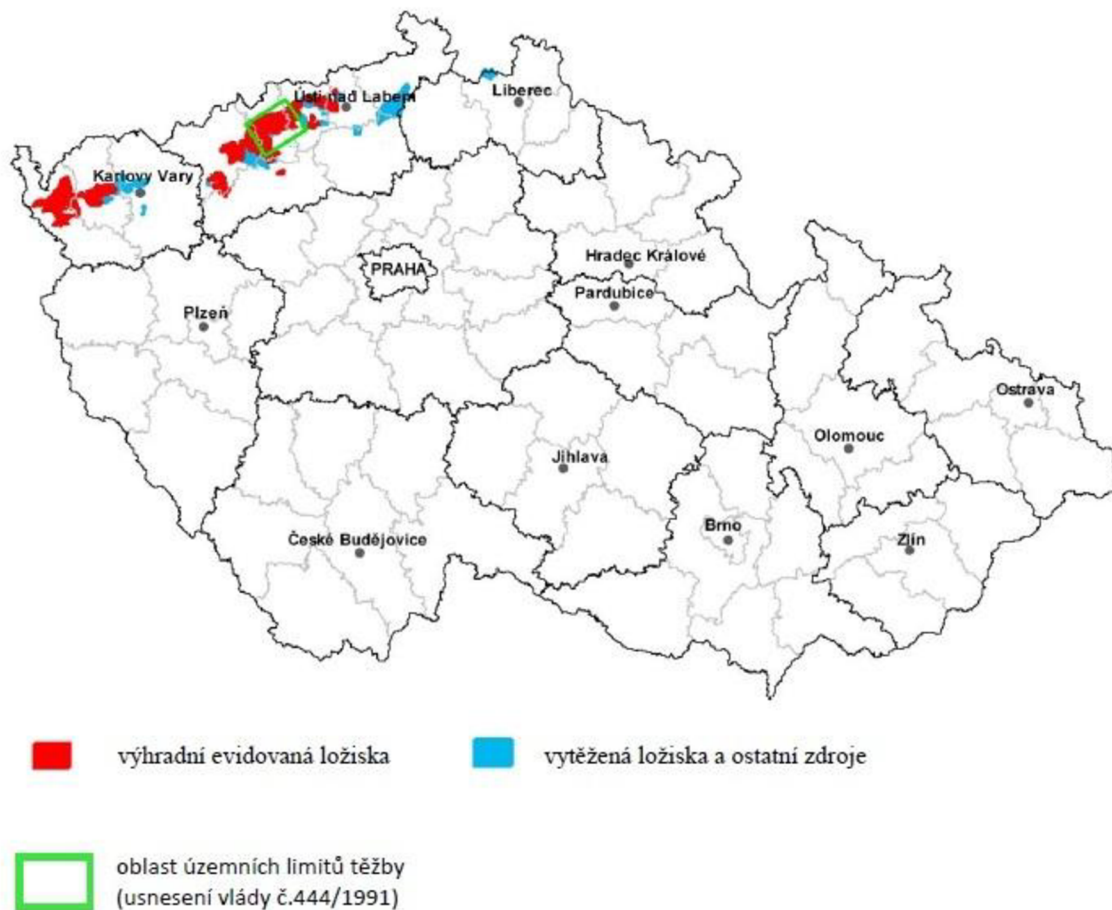 Ústí nad Labem
Liberec
Karlovy Vary
Hradec Králové
PRAHA
Pardubice
Plzeň
Ostrava
Olomouc
Jihlava
Brno
Zlín
České Budějovice
výhradní evidovaná ložiska
vytěžená ložiska a ostatní zdroje
oblast územních limitů těžby
(usnesení vlády č.444/1991)